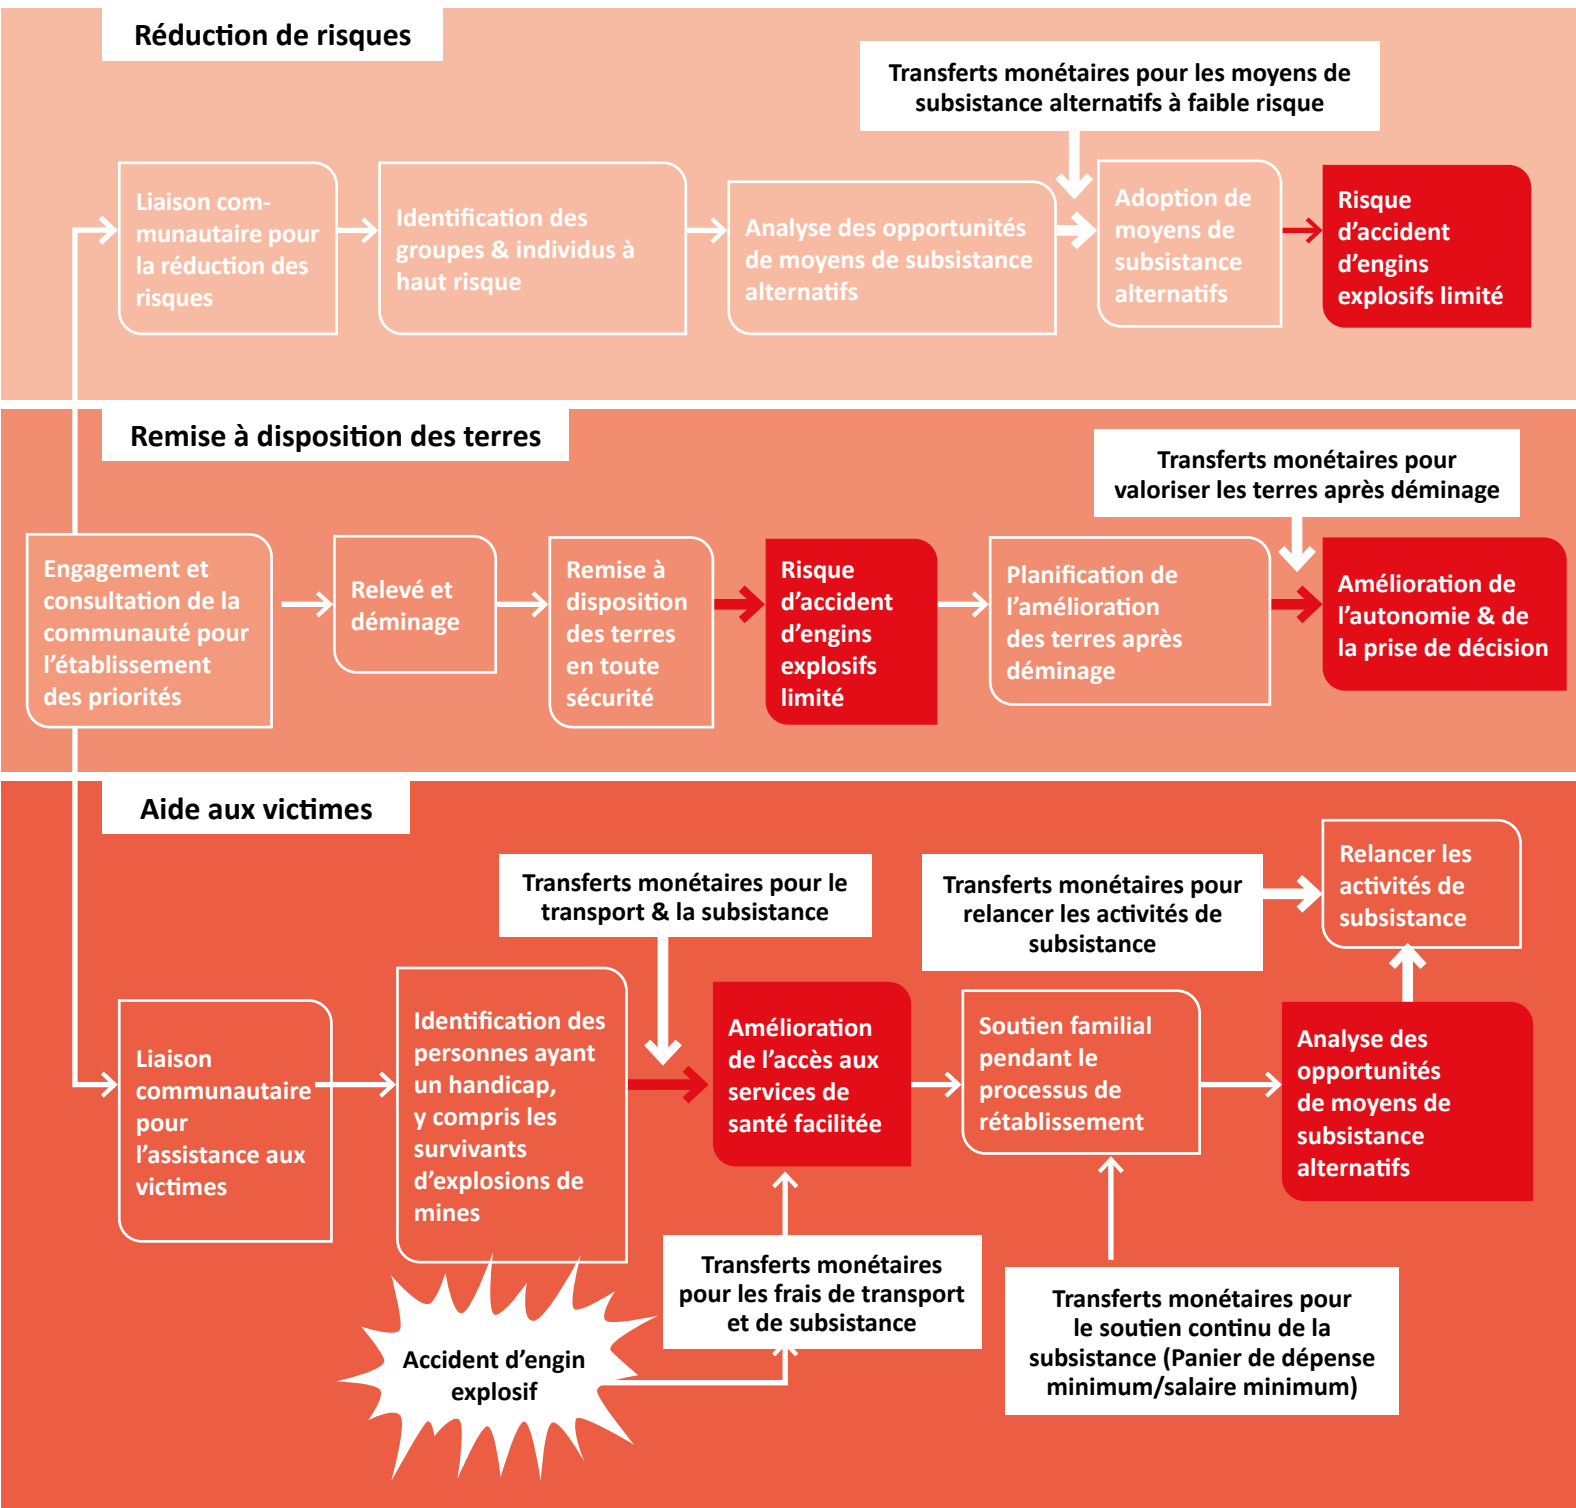 Réduction de risques
Transferts monétaires pour les moyens de
subsistance alternatifs à faible risque
Liaison com-
munautaire pour
la réduction des
risques
Identification des
groupes & individus à
haut risque
Analyse des opportunités
de moyens de subsistance
alternatifs
Adoption de
moyens de
subsistance
alternatifs
Risque
d’accident
d’engins
explosifs limité
Remise à disposition des terres
Transferts monétaires pour
valoriser les terres après déminage
Engagement et
consultation de la
communauté pour
l’établissement
des priorités
Relevé et
déminage
Remise à
disposition
des terres
en toute
sécurité
Risque
d’accident
d’engins
explosifs
limité
Planification de
l’amélioration
des terres après
déminage
Amélioration de
l’autonomie & de
la prise de décision
Aide aux victimes
Transferts monétaires pour le
transport & la subsistance
Transferts monétaires pour
relancer les activités de
subsistance
Relancer les
activités de
subsistance
Liaison
communautaire
pour
l’assistance aux
victimes
Identification des
personnes ayant
un handicap,
y compris les
survivants
d’explosions de
mines
Amélioration
de l’accès aux
services de
santé facilitée
Soutien familial
pendant le
processus de
rétablissement
Analyse des
opportunités
de moyens de
subsistance
alternatifs
Accident d’engin
explosif
Transferts monétaires
pour les frais de transport
et de subsistance
Transferts monétaires pour
le soutien continu de la
subsistance (Panier de dépense
minimum/salaire minimum)